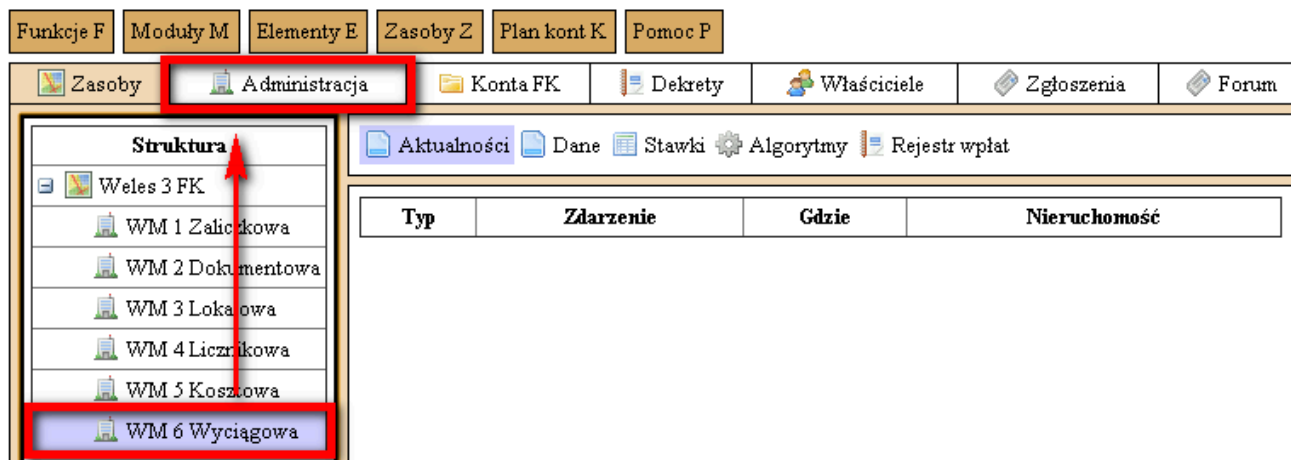 Funkcje F Moduły M Elementy E Zasoby Z Plan kont K Pomoc P
Zasoby Administracja Konta FK Dekrety Właściciele Zgłoszenia Forum
Struktura
Weles 3 FK
WM 1 Zaliczkowa
WM 2 Dokumentowa
WM 3 Lokalowa
WM 4 Licznikowa
WM 5 Kosztowa
WM 6 Wyciągowa
Aktualności Dane Stawki Algorytmy Rejestr wpłat
Typ Zdarzenie Gdzie Nieruchomość